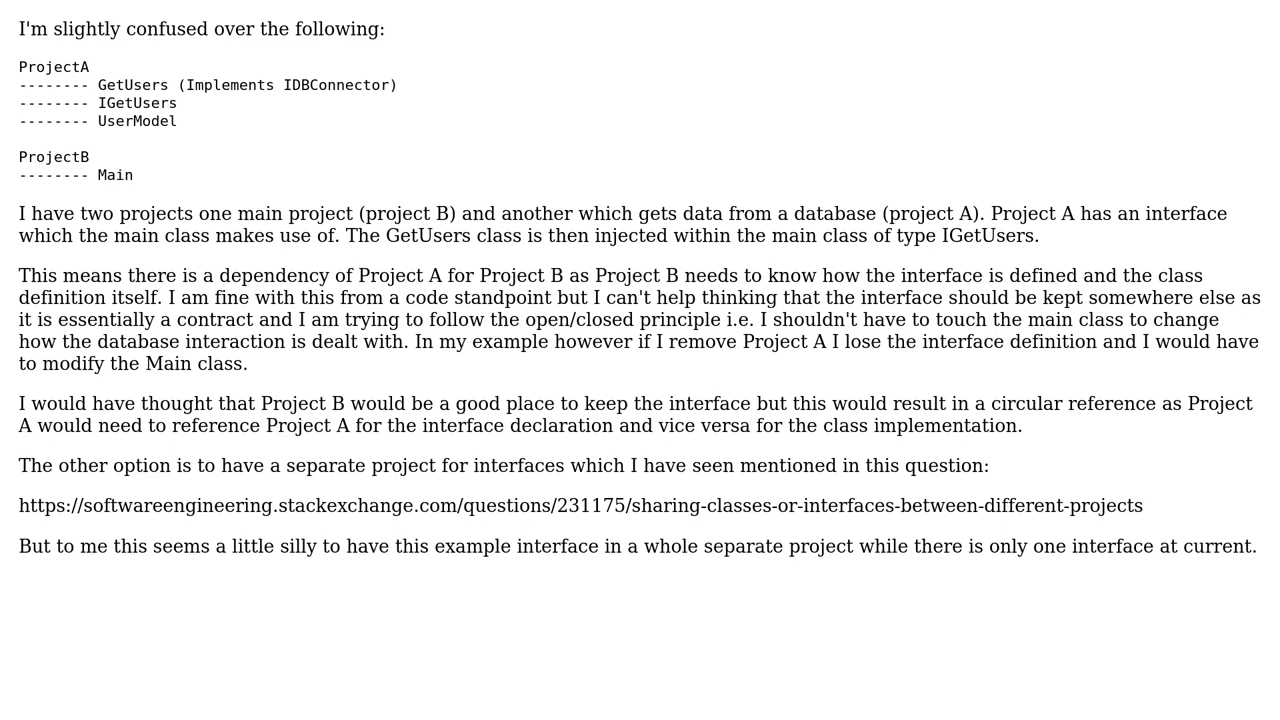 I'm slightly confused over the following:
ProjectA
-------- GetUsers (Implements IDBConnector)
-------- IGetUsers
-------- UserModel
ProjectB
-------- Main
I have two projects one main project (project B) and another which gets data from a database (project A). Project A has an interface
which the main class makes use of. The GetUsers class is then injected within the main class of type IGetUsers.
This means there is a dependency of Project A for Project B as Project B needs to know how the interface is defined and the class
definition itself. I am fine with this from a code standpoint but I can't help thinking that the interface should be kept somewhere else as
it is essentially a contract and I am trying to follow the open/closed principle i.e. I shouldn't have to touch the main class to change
how the database interaction is dealt with. In my example however if I remove Project A I lose the interface definition and I would have
to modify the Main class.
I would have thought that Project B would be a good place to keep the interface but this would result in a circular reference as Project
A would need to reference Project A for the interface declaration and vice versa for the class implementation.
The other option is to have a separate project for interfaces which I have seen mentioned in this question:
https://softwareengineering.stackexchange.com/questions/231175/sharing-classes-or-interfaces-between-different-projects
But to me this seems a little silly to have this example interface in a whole separate project while there is only one interface at current.